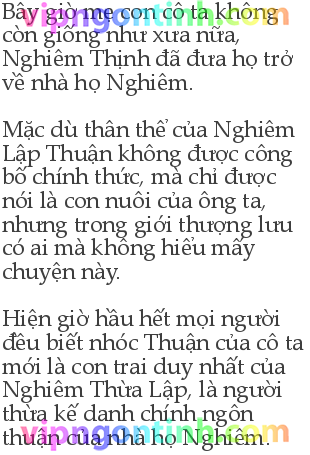 Bây giờ mẹ con cô ta không
còn giống như xưa nữa,
Nghiêm Thịnh đã đưa họ trở
về nhà họ Nghiêm.
Mặc dù thân thế của Nghiêm
Lập Thuận không được công
bố chính thức, mà chỉ được
nói là con nuôi của ông ta,
nhưng trong giới thượng lưu
có ai mà không hiểu mấy
chuyện này.
Hiện giờ hầu hết mọi người
đều biết nhóc Thuận của cô ta
mới là con trai duy nhất của
Nghiêm Thừa Lập, là người
thừa kế danh chính ngôn
thuận của nhà họ Nghiêm.
vipngontinh.com
vipngontinh.com